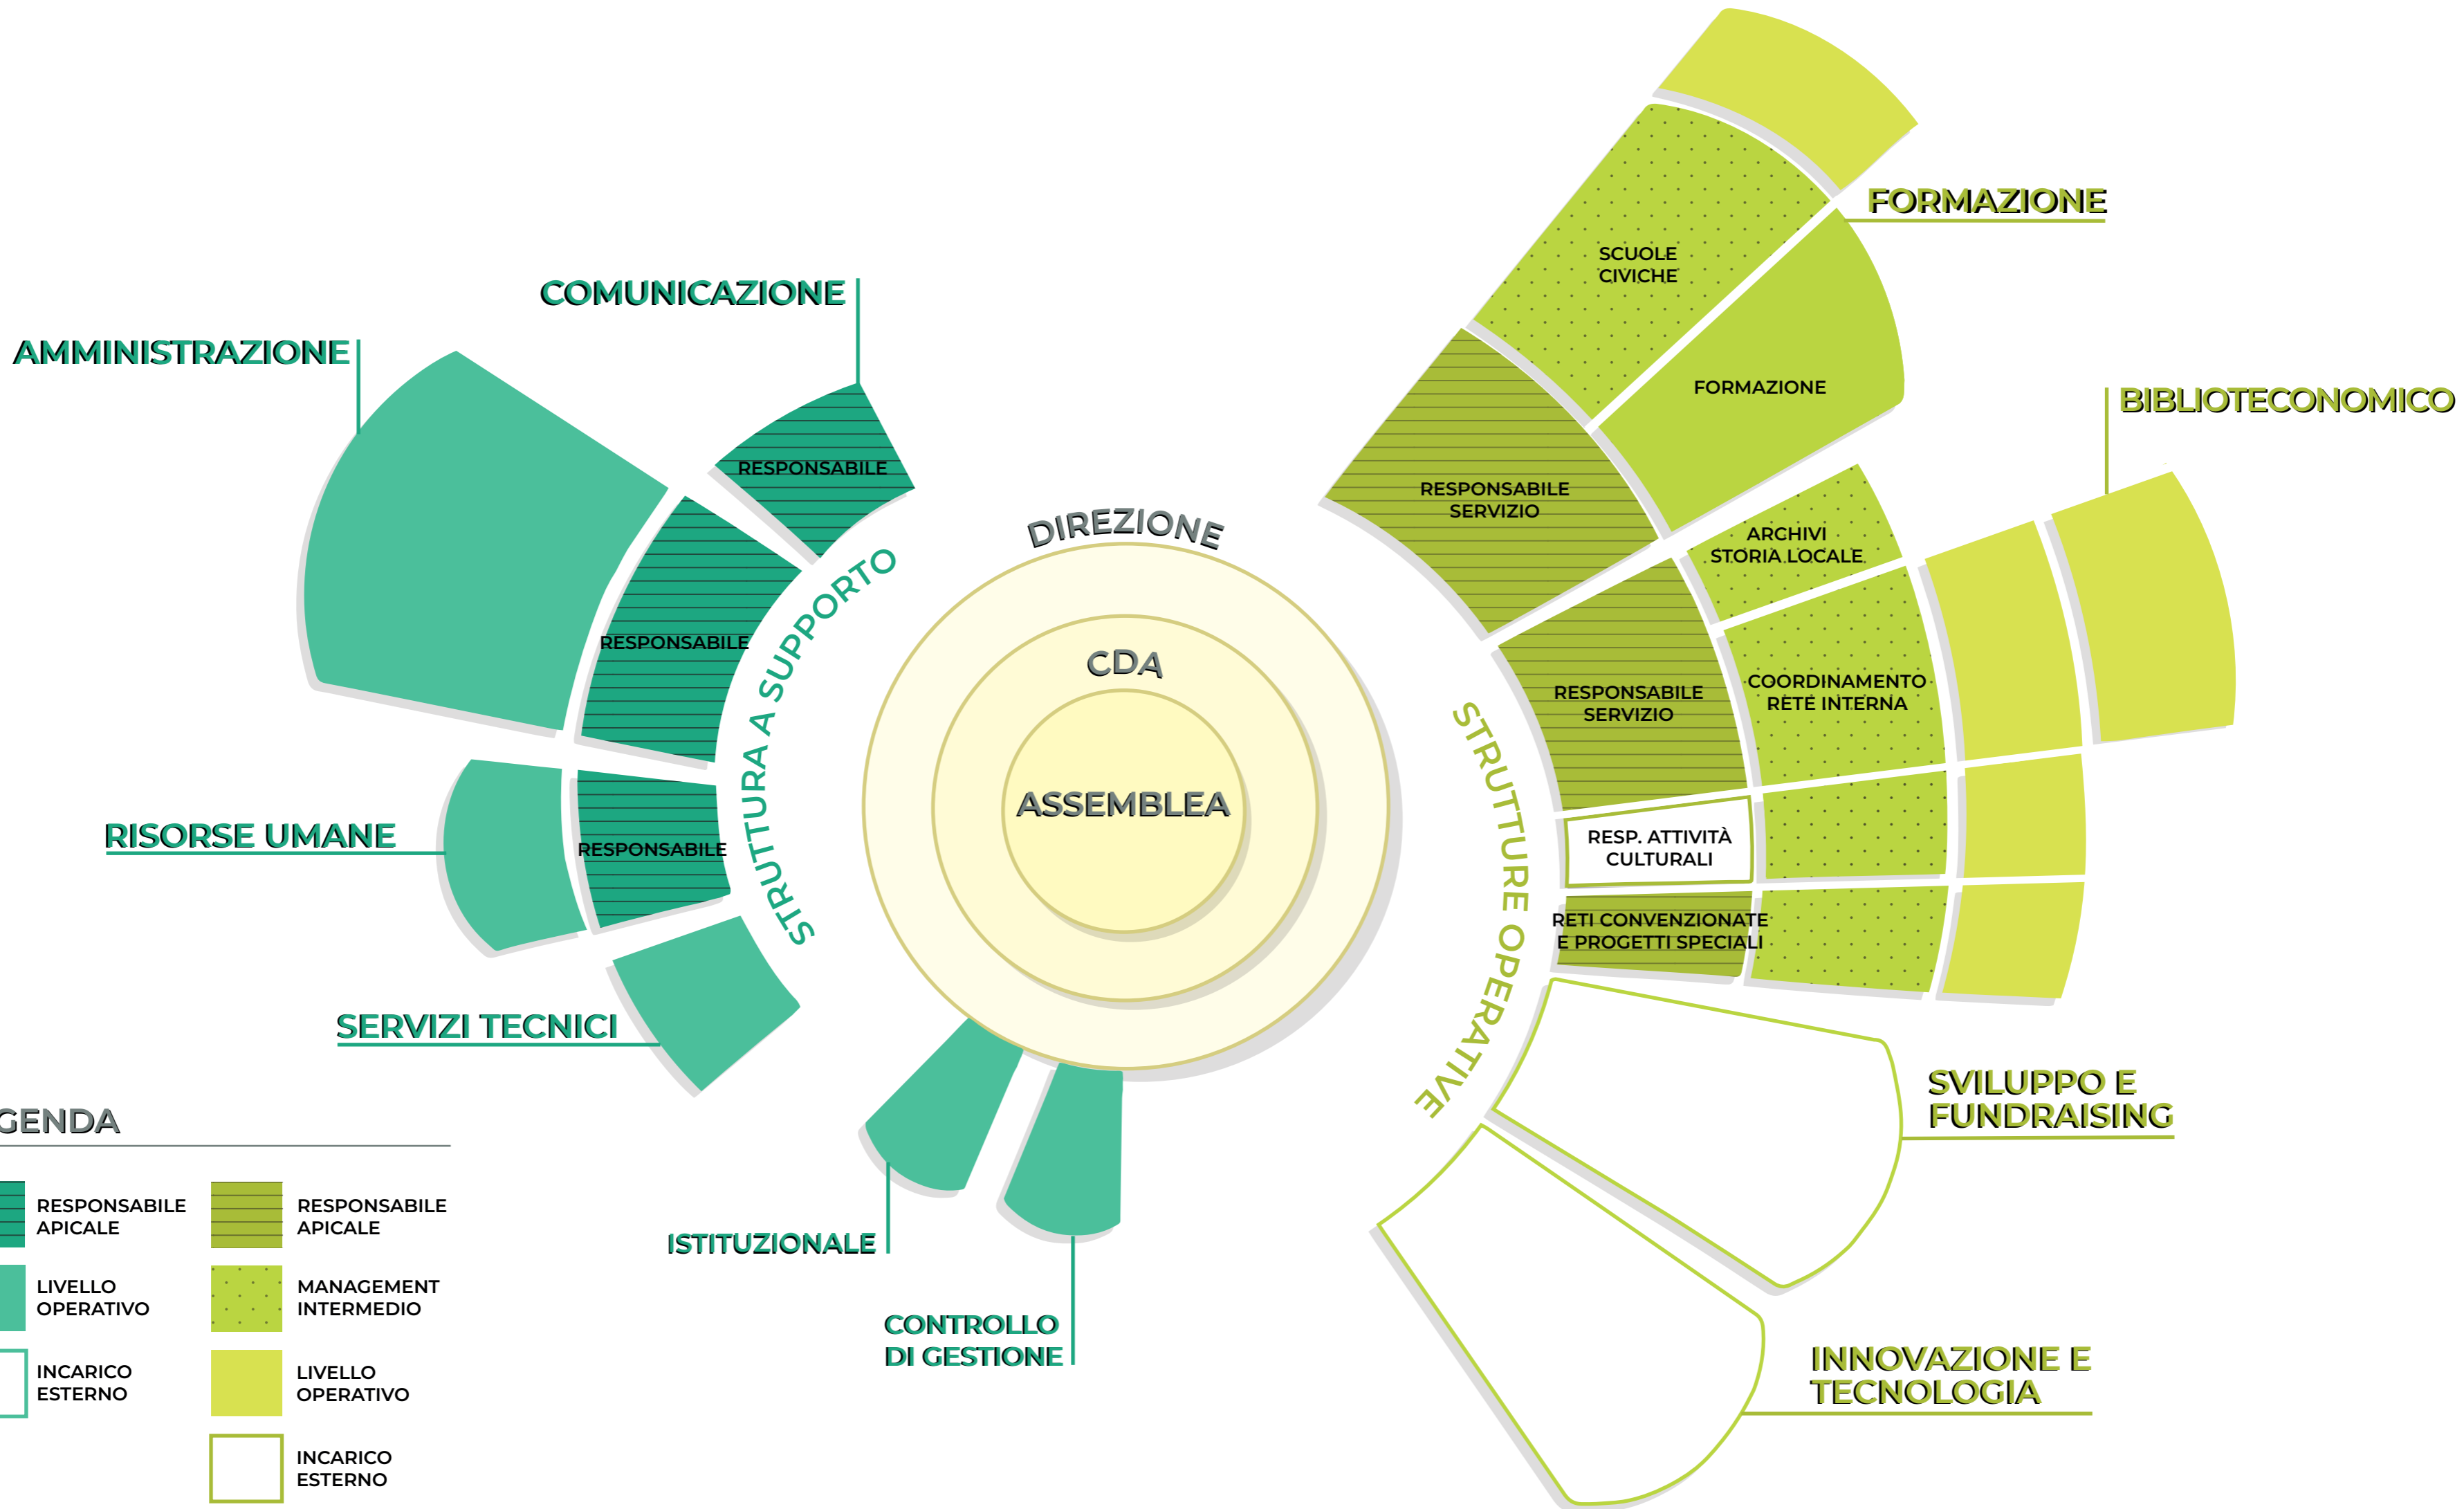 FORMAZIONE
SCUOLE
CIVICHE
COMUNICAZIONE
AMMINISTRAZIONE
FORMAZIONE
BIBLIOTECONOMICO
RESPONSABILE
RESPONSABILE
SERVIZIO
DIREZIONE
ARCHIVI
STORIA LOCALE
RESPONSABILE
STRUTTURA A SUPPORTO
CDA
COORDINAMENTO
RETE INTERNA
RESPONSABILE
SERVIZIO
STRUTTURE OPERATIVE
ASSEMBLEA
RISORSE UMANE
RESPONSABILE
RESP. ATTIVITÀ
CULTURALI
RETI CONVENZIONATE
E PROGETTI SPECIALI
SERVIZI TECNICI
SVILUPPO E
FUNDRAISING
ISTITUZIONALE
CONTROLLO
DI GESTIONE
INNOVAZIONE E
TECNOLOGIA
GENDA
RESPONSABILE
APICALE
LIVELLO
OPERATIVO
INCARICO
ESTERNO
RESPONSABILE
APICALE
MANAGEMENT
INTERMEDIO
LIVELLO
OPERATIVO
INCARICO
ESTERNO